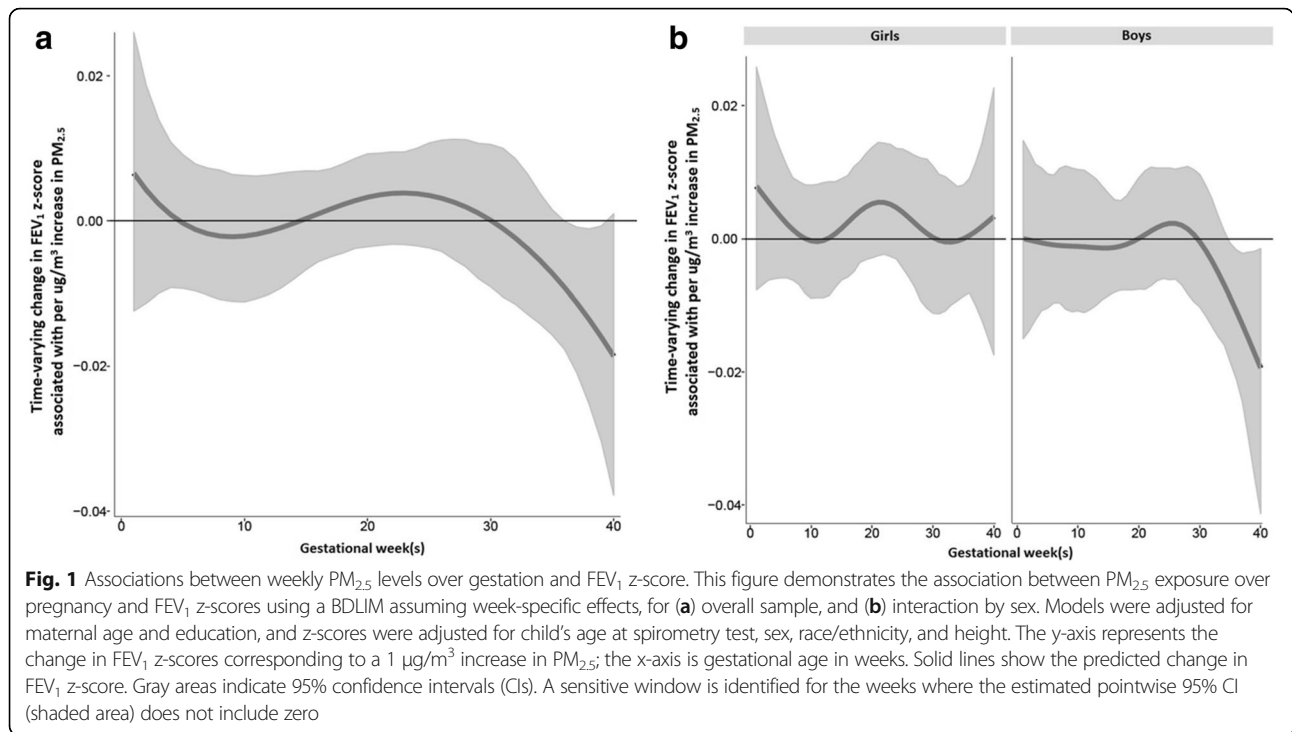 a
Time-varying change in FEV₁ z-score
associated with per ug/m³ increase in PM₂.₅
0.02
0.00
−0.02
−0.04
0 10 20 30 40
Gestational week(s)
b
Girls Boys
Time-varying change in FEV₁ z-score
associated with per ug/m³ increase in PM₂.₅
0.02
0.00
−0.02
−0.04
0 10 20 30 40 0 10 20 30 40
Gestational week(s)
Fig. 1 Associations between weekly PM₂.₅ levels over gestation and FEV₁ z-score. This figure demonstrates the association between PM₂.₅ exposure over
pregnancy and FEV₁ z-scores using a BDLIM assuming week-specific effects, for (a) overall sample, and (b) interaction by sex. Models were adjusted for
maternal age and education, and z-scores were adjusted for child's age at spirometry test, sex, race/ethnicity, and height. The y-axis represents the
change in FEV₁ z-scores corresponding to a 1 μg/m³ increase in PM₂.₅; the x-axis is gestational age in weeks. Solid lines show the predicted change in
FEV₁ z-score. Gray areas indicate 95% confidence intervals (CIs). A sensitive window is identified for the weeks where the estimated pointwise 95% CI
(shaded area) does not include zero